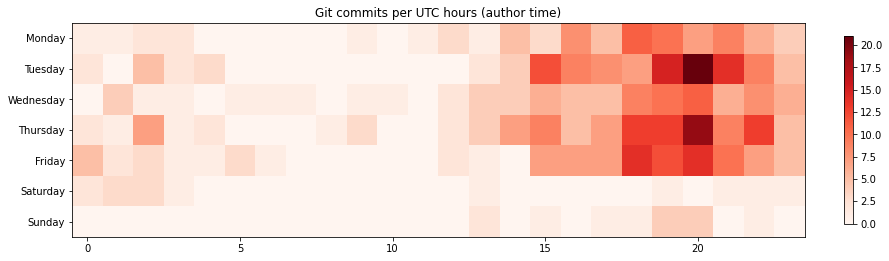 Git commits per UTC hours (author time)
Monday
Tuesday
Wednesday
Thursday
Friday
Saturday
Sunday
0 5 10 15 20
20.0
17.5
15.0
12.5
10.0
7.5
5.0
2.5
0.0